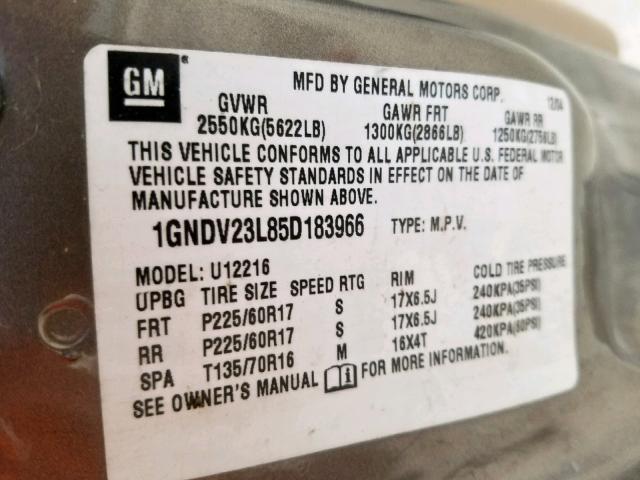 GM
MFD BY GENERAL MOTORS CORP. 12/04
GVWR GAWR FRT GAWR RR
2550KG(5622LB) 1300KG(2866LB) 1250KG(2756LB)
THIS VEHICLE CONFORMS TO ALL APPLICABLE U.S. FEDERAL MOTOR
VEHICLE SAFETY STANDARDS IN EFFECT ON THE DATE OF
MANUFACTURE SHOWN ABOVE.
1GNDV23L85D183966 TYPE: M.P.V.
MODEL: U12216
UPBG TIRE SIZE SPEED RTG RIM COLD TIRE PRESSURE
FRT P225/60R17 S 17X6.5J 240KPA(35PSI)
RR P225/60R17 S 17X6.5J 240KPA(35PSI)
SPA T135/70R16 M 16X4T 420KPA(60PSI)
SEE OWNER'S MANUAL i FOR MORE INFORMATION.